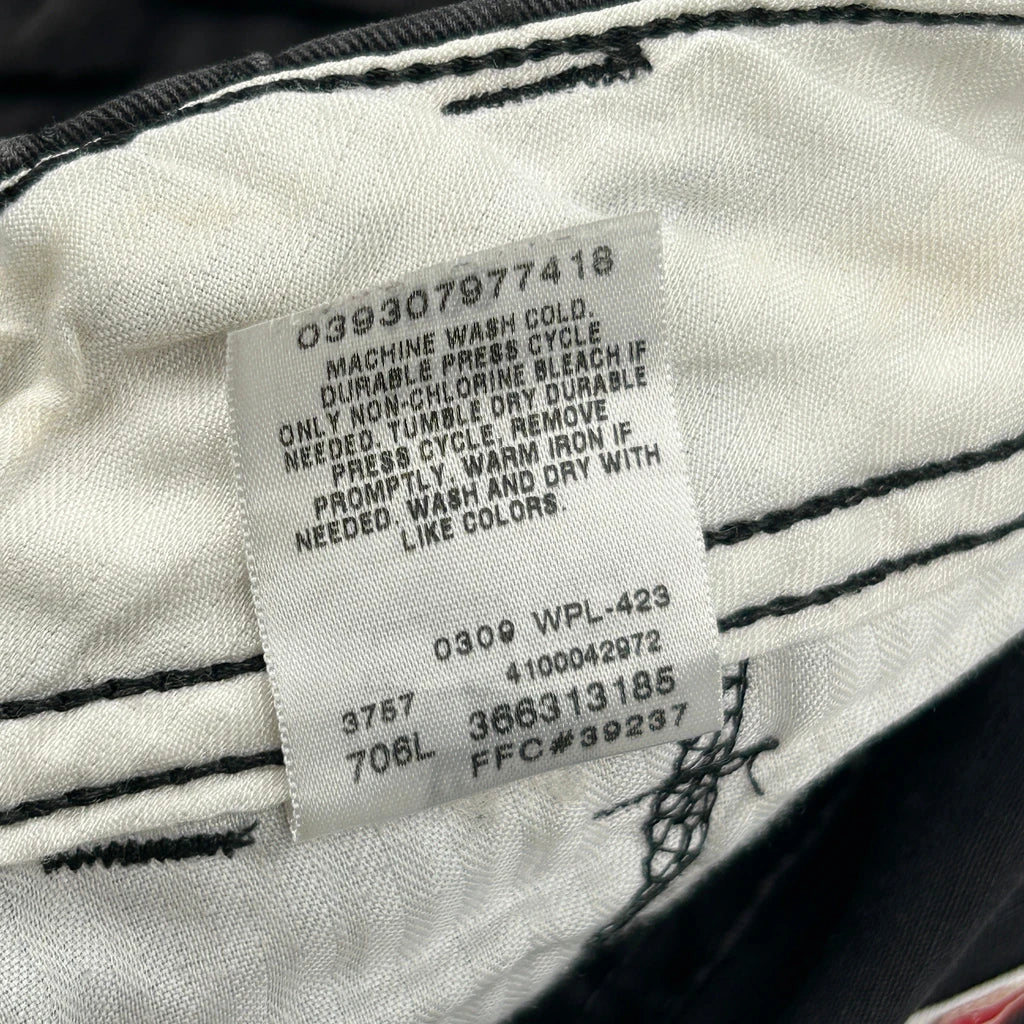 039307977418
MACHINE WASH COLD.
DURABLE PRESS CYCLE
ONLY NON-CHLORINE BLEACH IF
NEEDED. TUMBLE DRY DURABLE
PRESS CYCLE. REMOVE
PROMPTLY. WARM IRON IF
NEEDED. WASH AND DRY WITH
LIKE COLORS.
0309 WPL-423
4100042972
3757 366313185
706L FFC#39237